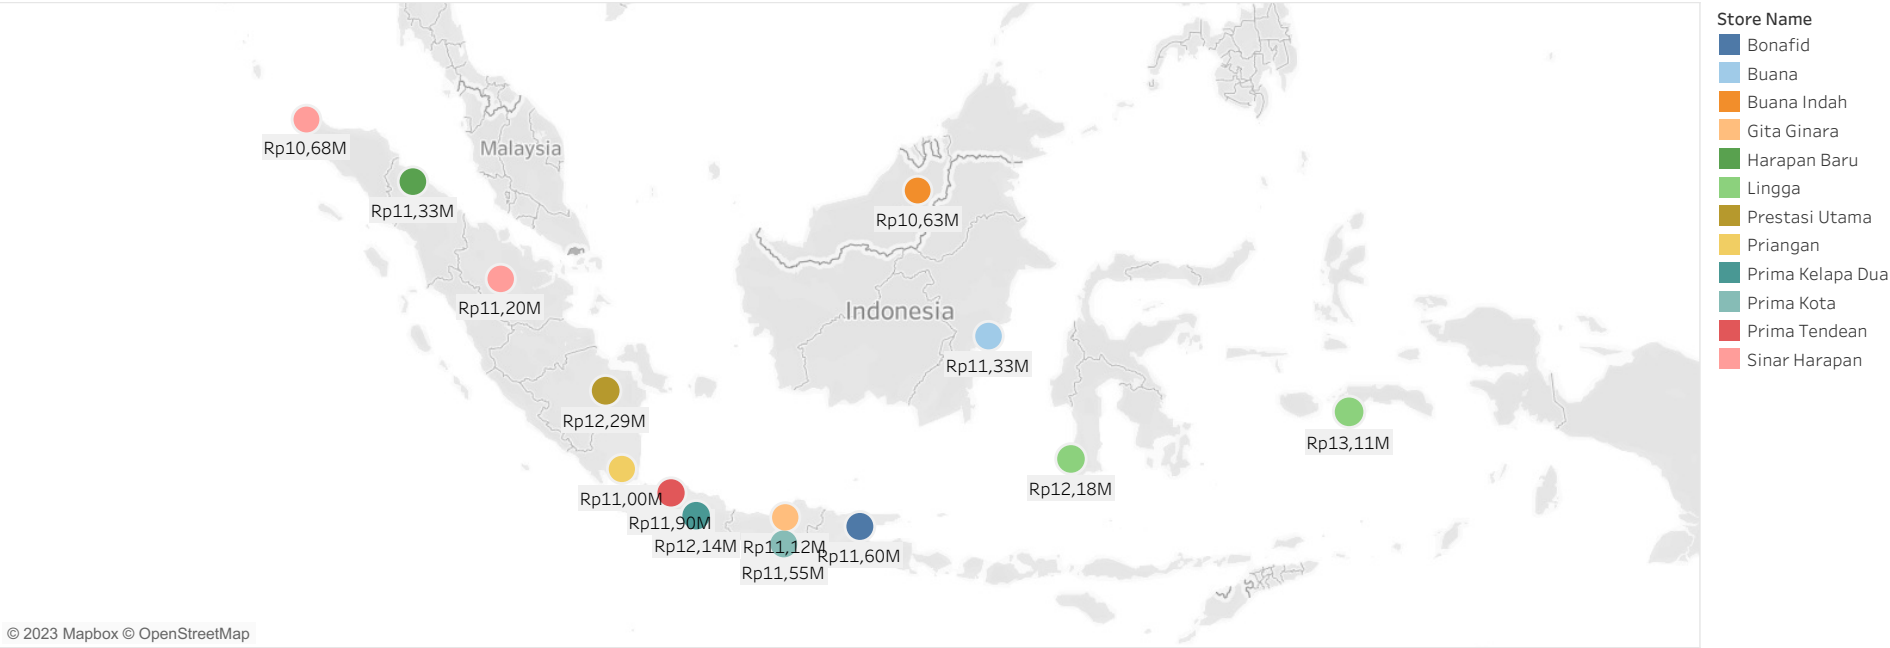 Rp10,68M
Malaysia
Rp11,33M
Rp10,63M
Rp11,20M
Indonesia
Rp11,33M
Rp12,29M
Rp13,11M
Rp12,18M
Rp11,00M
Rp11,90M
Rp12,14M
Rp11,12M
Rp11,60M
Rp11,55M
© 2023 Mapbox © OpenStreetMap
Store Name
Bonafid
Buana
Buana Indah
Gita Ginara
Harapan Baru
Lingga
Prestasi Utama
Priangan
Prima Kelapa Dua
Prima Kota
Prima Tendean
Sinar Harapan